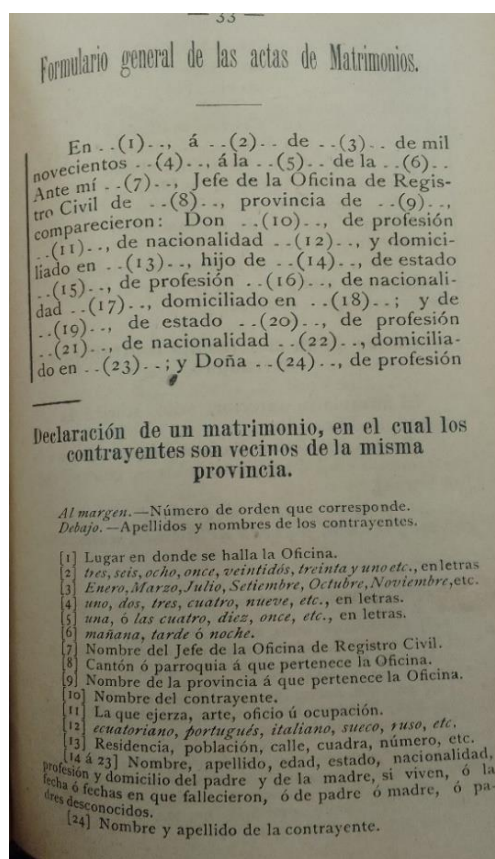 — 33 —
Formulario general de las actas de Matrimonios.
En . .(1). ., á . .(2). . de . .(3). . de mil
novecientos . .(4). ., á la . .(5). . de la . .(6). .
Ante mí . .(7). ., Jefe de la Oficina de Regis-
tro Civil de . .(8). ., provincia de . .(9). .,
comparecieron: Don . .(10). ., de profesión
. .(11). ., de nacionalidad . .(12). ., y domici-
liado en . .(13). ., hijo de . .(14). ., de estado
. .(15). ., de profesión . .(16). ., de nacionali-
dad . .(17). ., domiciliado en . .(18). .; y de
. .(19). ., de estado . .(20). ., de profesión
. .(21). ., de nacionalidad . .(22). ., domicilia-
do en . .(23). .; y Doña . .(24). ., de profesión
Declaración de un matrimonio, en el cual los
contrayentes son vecinos de la misma
provincia.
Al margen.—Número de orden que corresponde.
Debajo.—Apellidos y nombres de los contrayentes.
[1] Lugar en donde se halla la Oficina.
[2] tres, seis, ocho, once, veintidós, treinta y uno etc., en letras
[3] Enero, Marzo, Julio, Setiembre, Octubre, Noviembre, etc.
[4] uno, dos, tres, cuatro, nueve, etc., en letras.
[5] una, ó las cuatro, diez, once, etc., en letras.
[6] mañana, tarde ó noche.
[7] Nombre del Jefe de la Oficina de Registro Civil.
[8] Cantón ó parroquia á que pertenece la Oficina.
[9] Nombre de la provincia á que pertenece la Oficina.
[10] Nombre del contrayente.
[11] La que ejerza, arte, oficio ú ocupación.
[12] ecuatoriano, portugués, italiano, sueco, ruso, etc.
[13] Residencia, población, calle, cuadra, número, etc.
[14 á 23] Nombre, apellido, edad, estado, nacionalidad,
profesión y domicilio del padre y de la madre, si viven, ó la
fecha ó fechas en que fallecieron, ó de padre ó madre, ó pa-
dres desconocidos.
[24] Nombre y apellido de la contrayente.